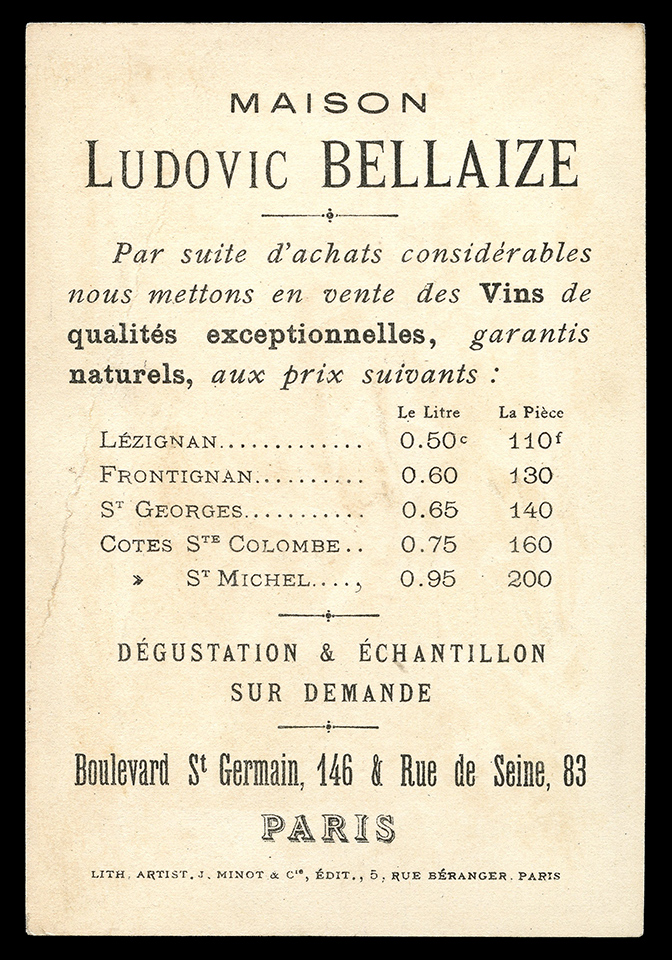 MAISON
LUDOVIC BELLAIZE
Par suite d'achats considérables
nous mettons en vente des Vins de
qualités exceptionnelles, garantis
naturels, aux prix suivants :
Le Litre La Pièce
LÉZIGNAN............. 0.50c 110f
FRONTIGNAN.......... 0.60 130
ST GEORGES........... 0.65 140
COTES STE COLOMBE.. 0.75 160
» ST MICHEL...., 0.95 200
DÉGUSTATION & ÉCHANTILLON
SUR DEMANDE
Boulevard St Germain, 146 & Rue de Seine, 83
PARIS
LITH. ARTIST. J. MINOT & Cie, ÉDIT., 5, RUE BÉRANGER. PARIS